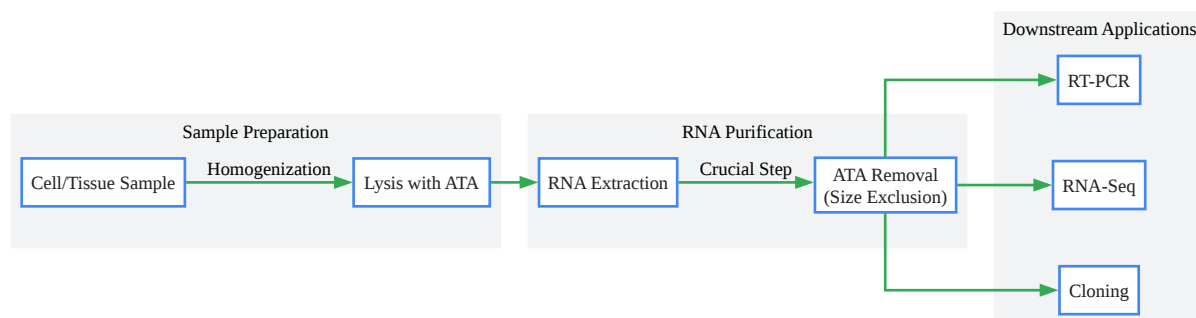 Downstream Applications
RT-PCR
Sample Preparation
RNA Purification
Cell/Tissue Sample
Homogenization
Lysis with ATA
RNA Extraction
Crucial Step
ATA Removal
(Size Exclusion)
RNA-Seq
Cloning